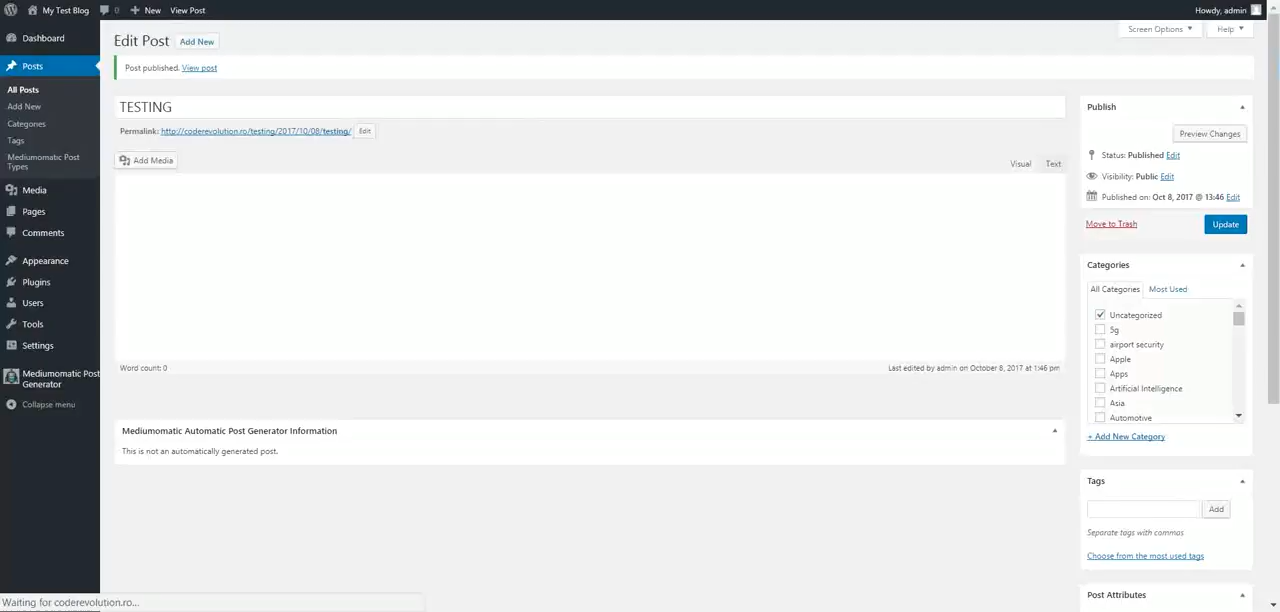 My Test Blog 0 New View Post Howdy, admin
Dashboard
Posts
All Posts
Add New
Categories
Tags
Mediumomatic Post
Types
Media
Pages
Comments
Appearance
Plugins
Users
Tools
Settings
Mediumomatic Post
Generator
Collapse menu
Screen Options Help
Edit Post Add New
Post published. View post
TESTING
Permalink: http://coderevolution.ro/testing/2017/10/08/testing/ Edit
Add Media
Visual Text
Word count: 0 Last edited by admin on October 8, 2017 at 1:46 pm
Mediumomatic Automatic Post Generator Information
This is not an automatically generated post.
Publish
Preview Changes
Status: Published Edit
Visibility: Public Edit
Published on: Oct 8, 2017 @ 13:46 Edit
Move to Trash Update
Categories
All Categories Most Used
Uncategorized
5g
airport security
Apple
Apps
Artificial Intelligence
Asia
Automotive
+ Add New Category
Tags
Add
Separate tags with commas
Choose from the most used tags
Post Attributes
Waiting for coderevolution.ro...